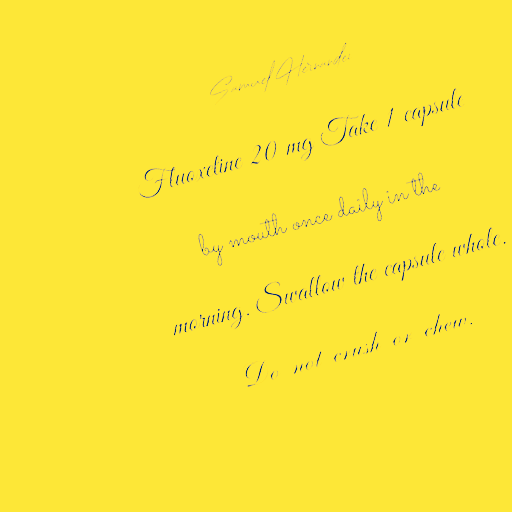 Samuel Hernandez
Fluoxetine 20 mg Take 1 capsule
by mouth once daily in the
morning. Swallow the capsule whole.
Do not crush or chew.